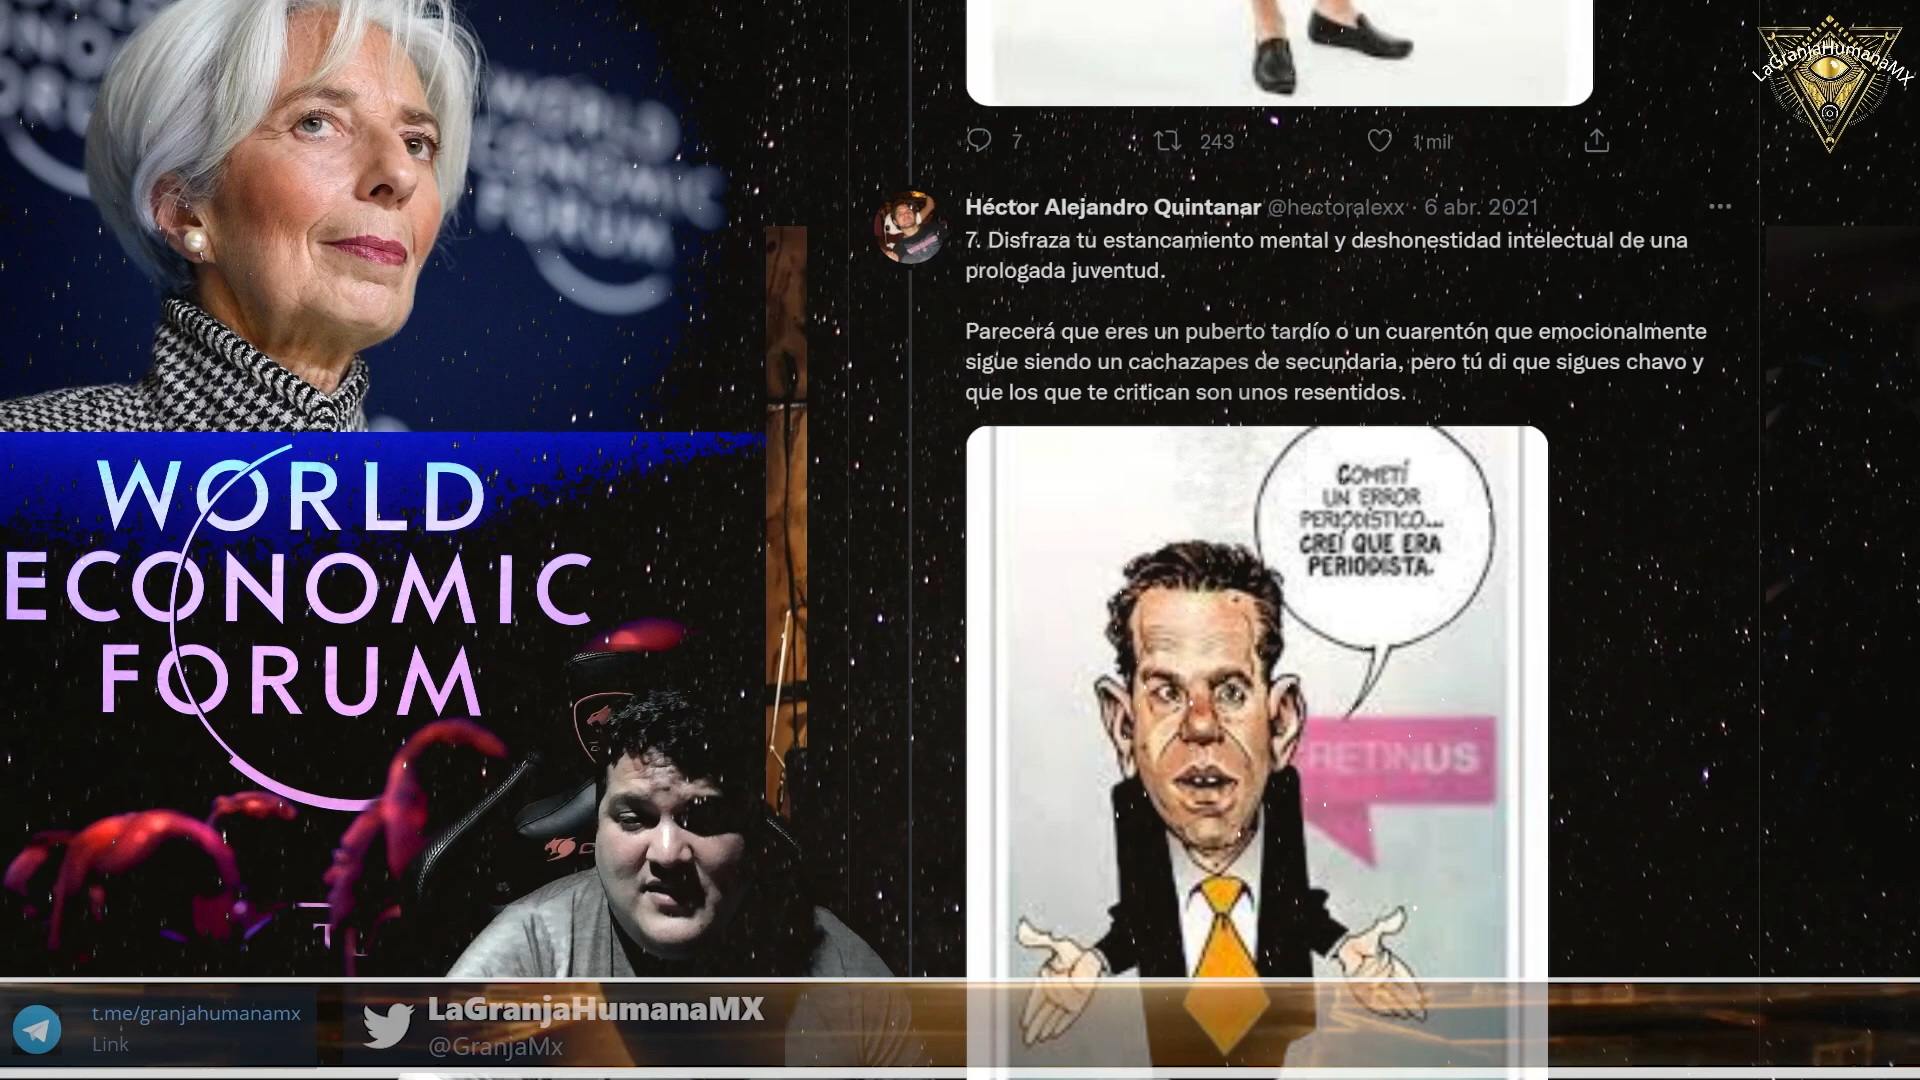 WORLD
ECONOMIC
FORUM
WORLD
ECONOMIC
FORUM
LaGranjaHumanaMX
7 243 1 mil
Héctor Alejandro Quintanar @hectoralexx · 6 abr. 2021
7. Disfraza tu estancamiento mental y deshonestidad intelectual de una
prologada juventud.
Parecerá que eres un puberto tardío o un cuarentón que emocionalmente
sigue siendo un cachazapes de secundaria, pero tú di que sigues chavo y
que los que te critican son unos resentidos.
COMETÍ
UN ERROR
PERIODÍSTICO...
CREÍ QUE ERA
PERIODISTA.
t.me/granjahumanamx
Link
LaGranjaHumanaMX
@GranjaMx